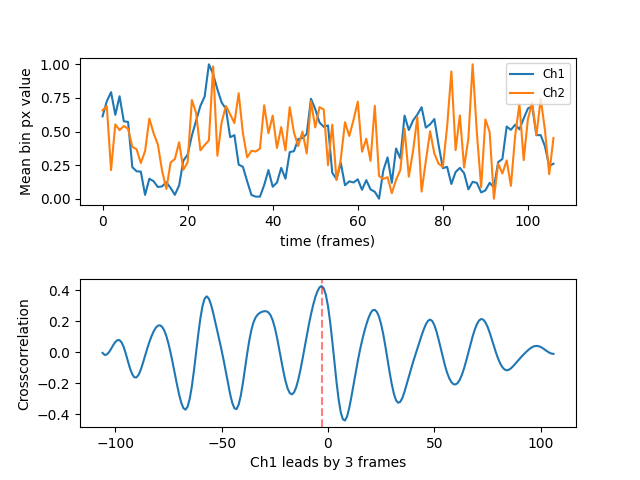 1.00
0.75
0.50
0.25
0.00
Mean bin px value
Ch1
Ch2
0 20 40 60 80 100
time (frames)
0.4
0.2
0.0
−0.2
−0.4
Crosscorrelation
−100 −50 0 50 100
Ch1 leads by 3 frames